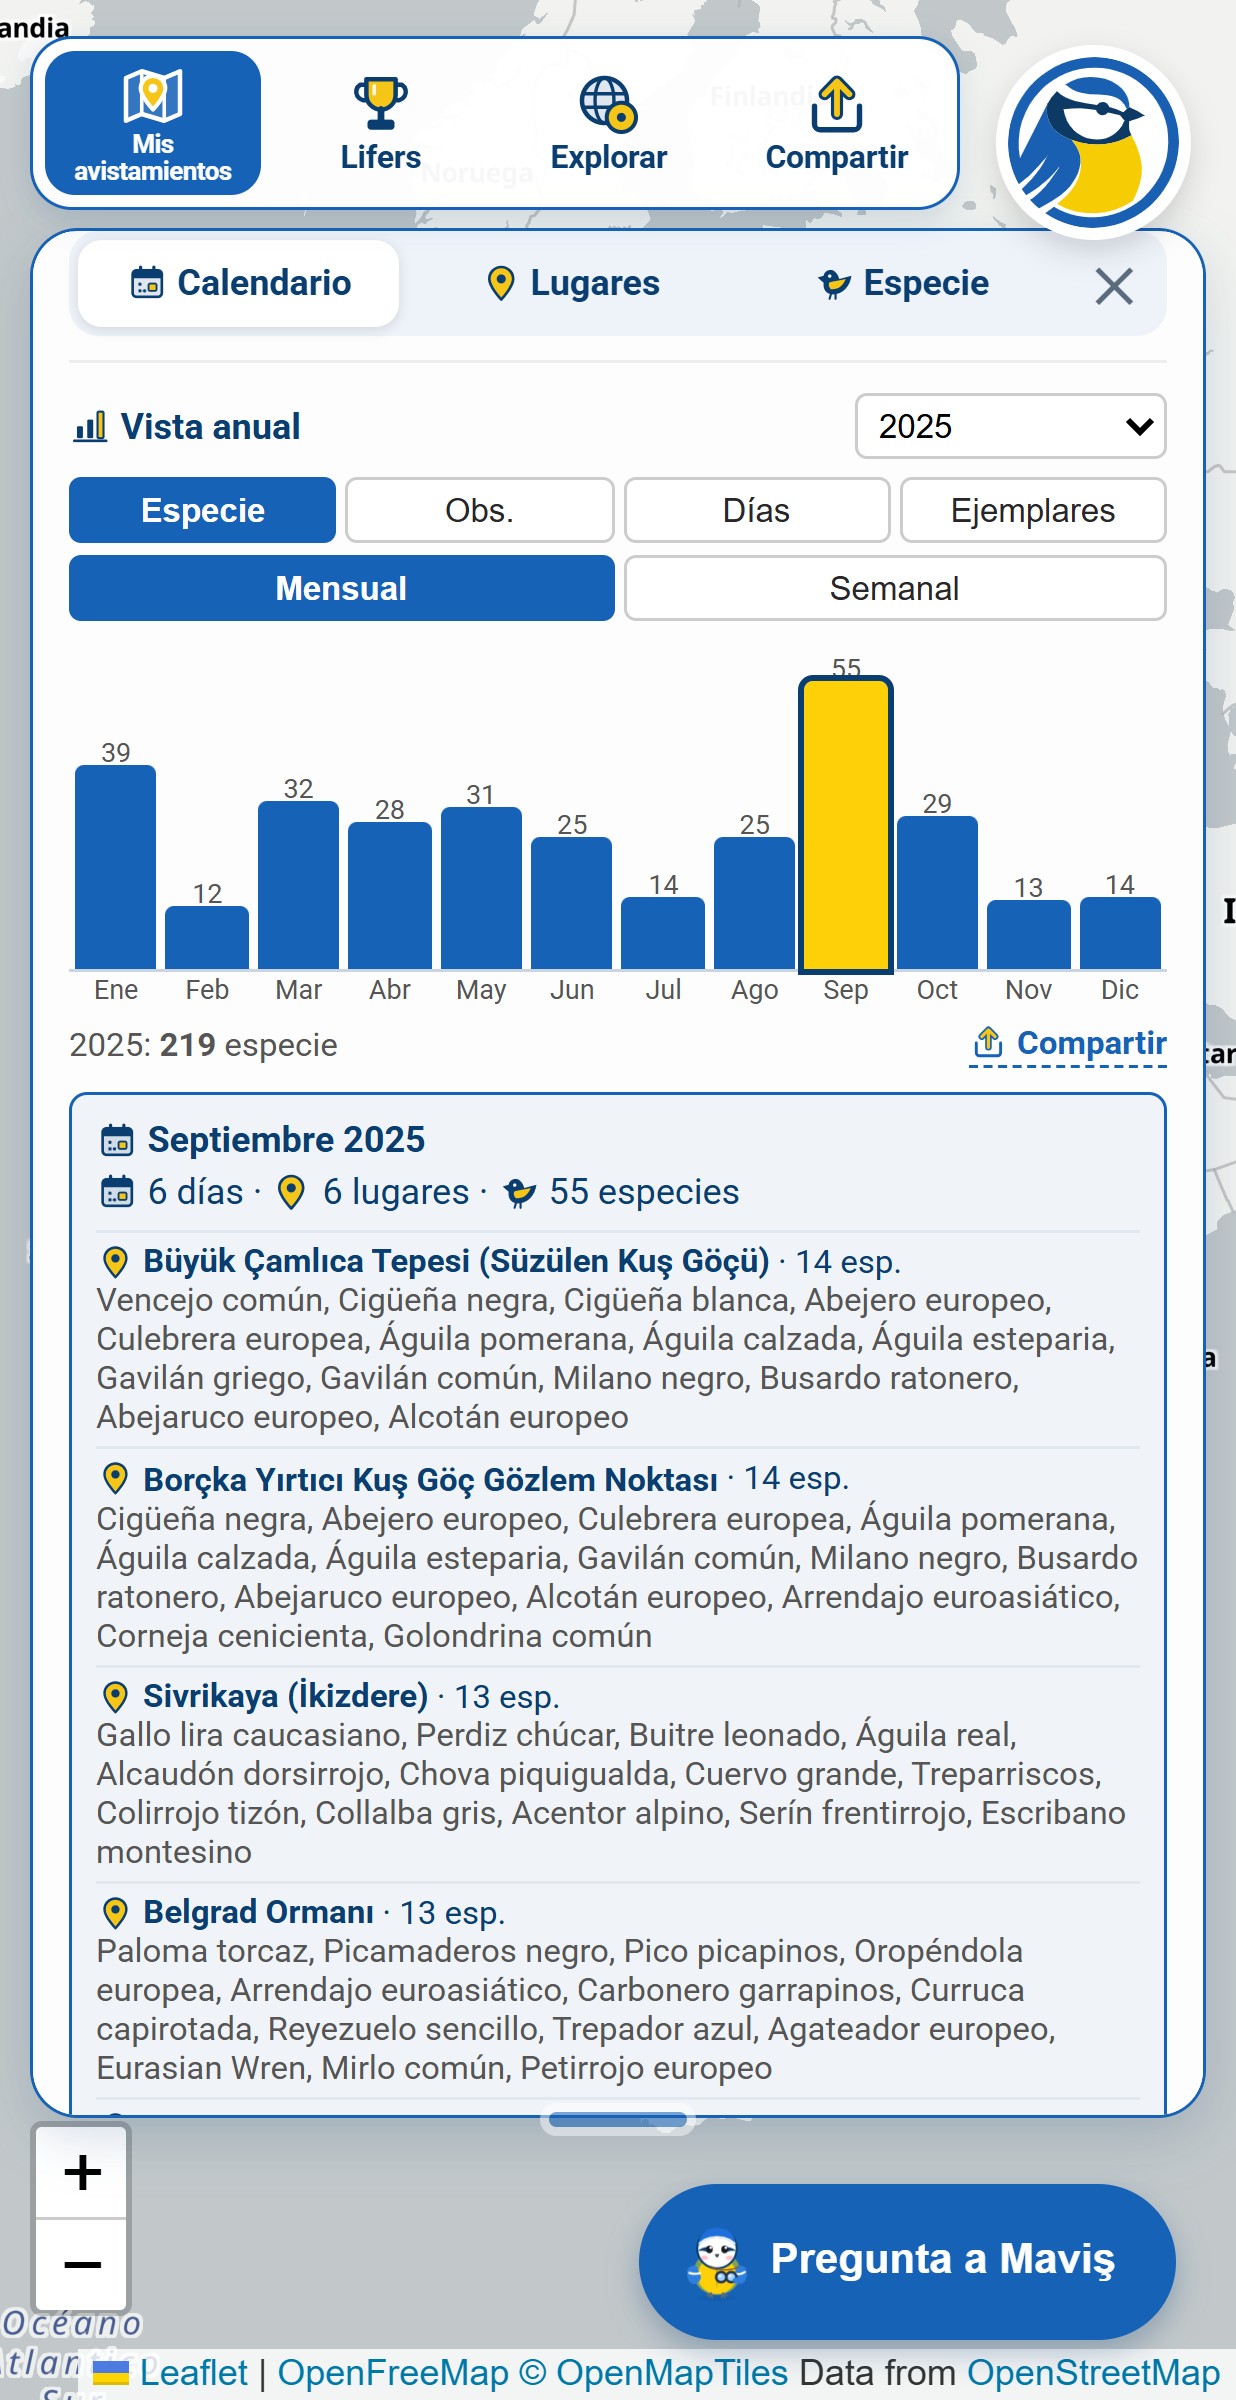 andia
Mis
avistamientos
Lifers
Explorar
Compartir
Finlandi
Noruega
Calendario
Lugares
Especie
Vista anual
2025
Especie
Obs.
Días
Ejemplares
Mensual
Semanal
55
39
32
28
31
25
25
29
12
14
13
14
Ene
Feb
Mar
Abr
May
Jun
Jul
Ago
Sep
Oct
Nov
Dic
2025: 219 especie
Compartir
Septiembre 2025
6 días · 6 lugares · 55 especies
Büyük Çamlıca Tepesi (Süzülen Kuş Göçü) · 14 esp.
Vencejo común, Cigüeña negra, Cigüeña blanca, Abejero europeo,
Culebrera europea, Águila pomerana, Águila calzada, Águila esteparia,
Gavilán griego, Gavilán común, Milano negro, Busardo ratonero,
Abejaruco europeo, Alcotán europeo
Borçka Yırtıcı Kuş Göç Gözlem Noktası · 14 esp.
Cigüeña negra, Abejero europeo, Culebrera europea, Águila pomerana,
Águila calzada, Águila esteparia, Gavilán común, Milano negro, Busardo
ratonero, Abejaruco europeo, Alcotán europeo, Arrendajo euroasiático,
Corneja cenicienta, Golondrina común
Sivrikaya (İkizdere) · 13 esp.
Gallo lira caucasiano, Perdiz chúcar, Buitre leonado, Águila real,
Alcaudón dorsirrojo, Chova piquigualda, Cuervo grande, Treparriscos,
Colirrojo tizón, Collalba gris, Acentor alpino, Serín frentirrojo, Escribano
montesino
Belgrad Ormanı · 13 esp.
Paloma torcaz, Picamaderos negro, Pico picapinos, Oropéndola
europea, Arrendajo euroasiático, Carbonero garrapinos, Curruca
capirotada, Reyezuelo sencillo, Trepador azul, Agateador europeo,
Eurasian Wren, Mirlo común, Petirrojo europeo
+
−
Pregunta a Maviş
Océano
Leaflet | OpenFreeMap © OpenMapTiles Data from OpenStreetMap